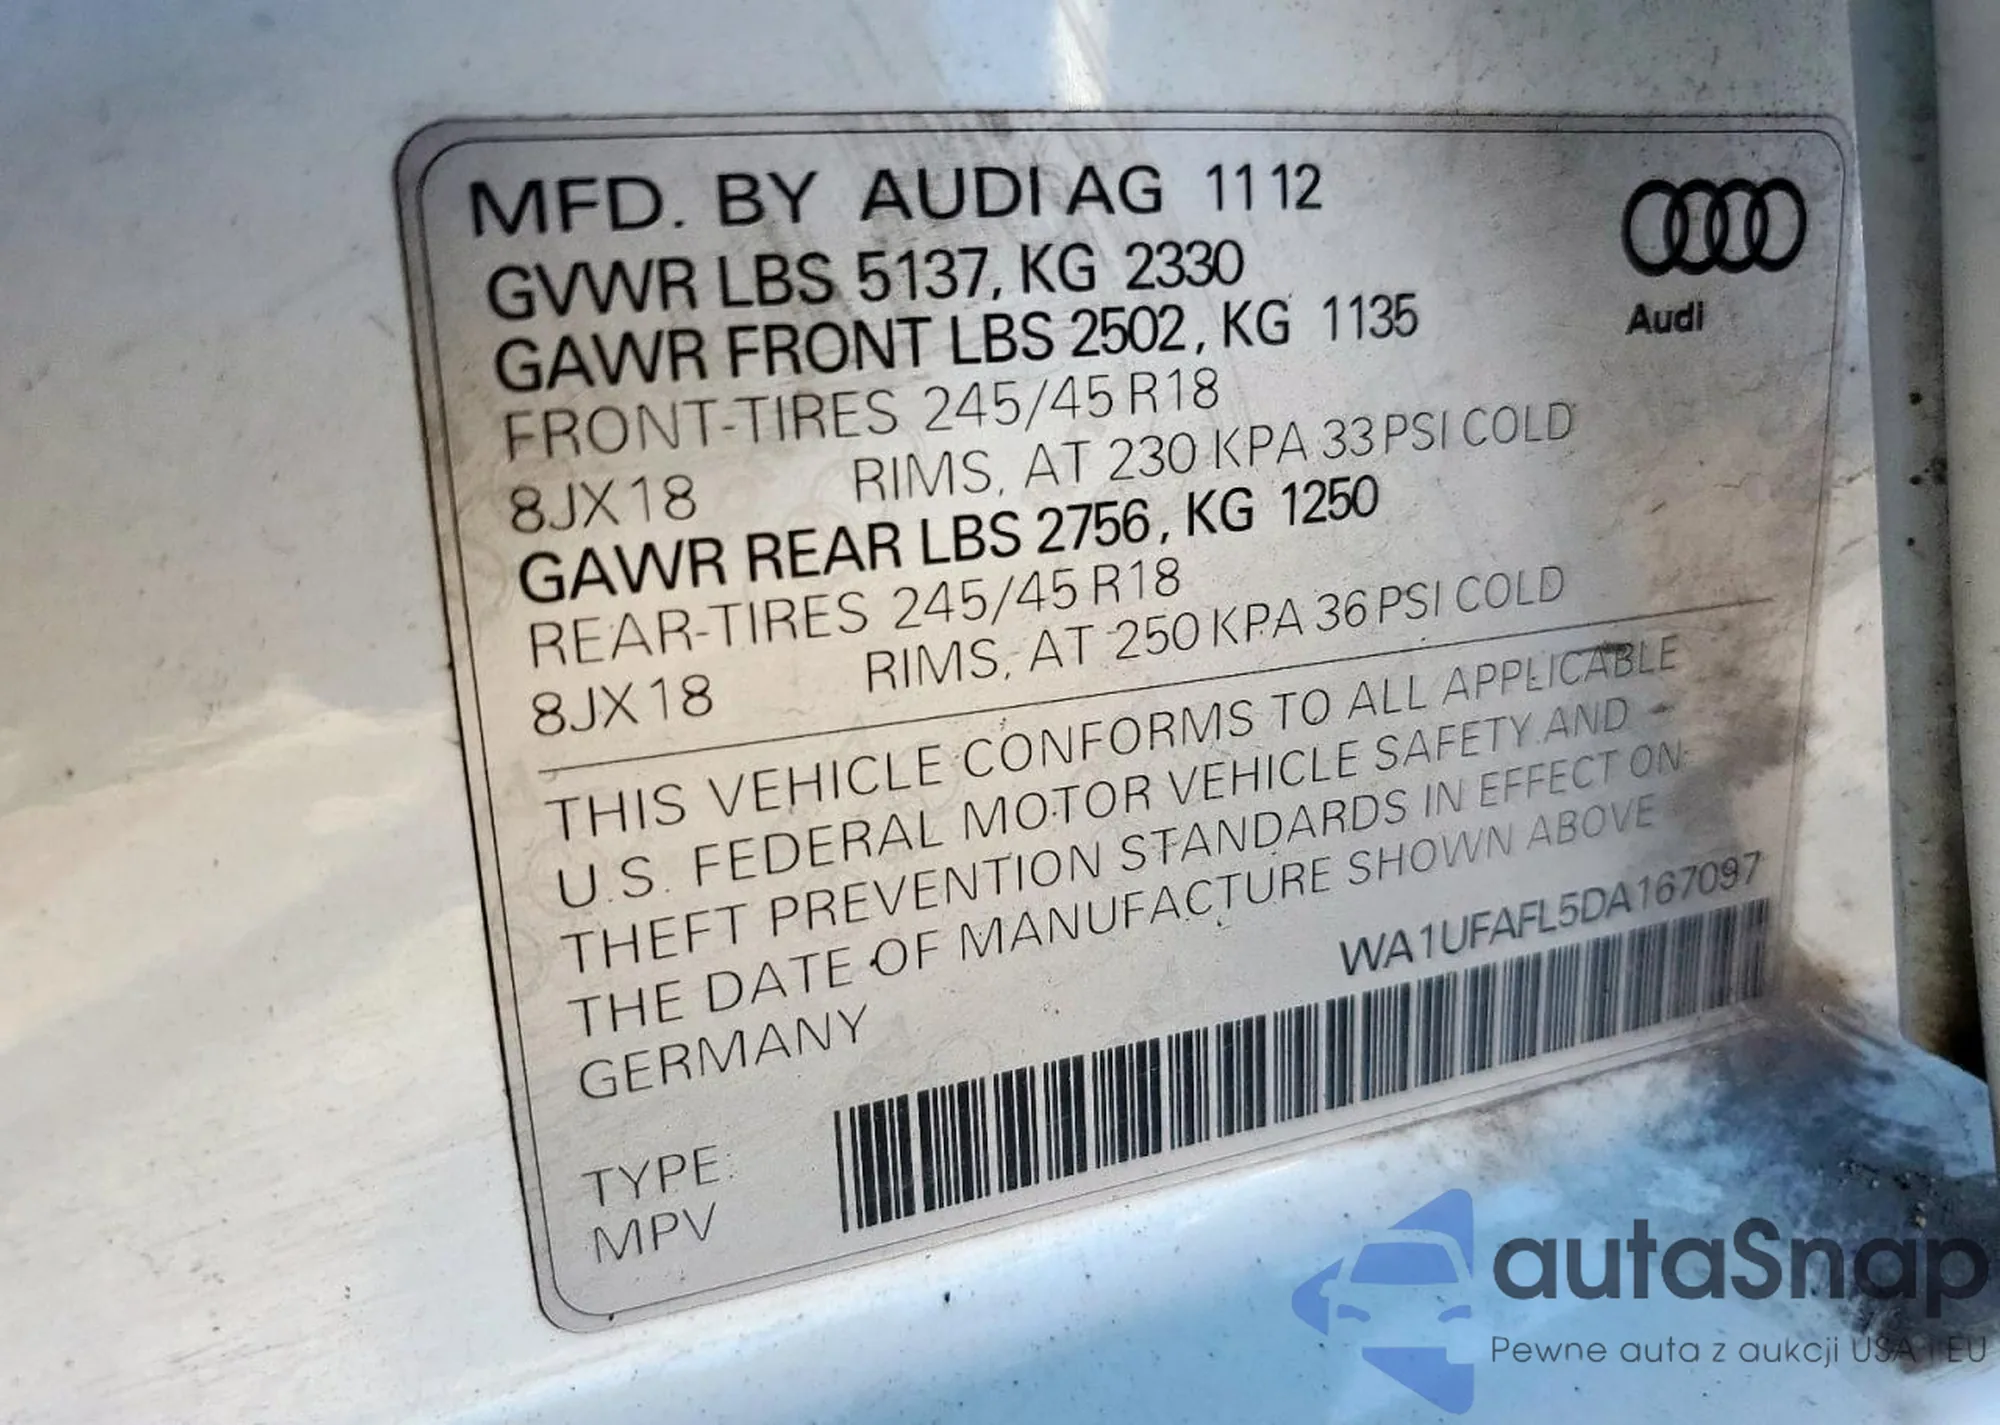 MFD. BY AUDI AG 11 12
GVWR LBS 5137, KG 2330
GAWR FRONT LBS 2502, KG 1135
FRONT-TIRES 245/45 R18
8JX18 RIMS, AT 230 KPA 33 PSI COLD
GAWR REAR LBS 2756, KG 1250
REAR-TIRES 245/45 R18
8JX18 RIMS, AT 250 KPA 36 PSI COLD
Audi
THIS VEHICLE CONFORMS TO ALL APPLICABLE
U.S. FEDERAL MOTOR VEHICLE SAFETY AND
THEFT PREVENTION STANDARDS IN EFFECT ON
THE DATE OF MANUFACTURE SHOWN ABOVE
GERMANY
WA1UFAFL5DA167097
TYPE:
MPV
autaSnap
Pewne auta z aukcji USA i EU